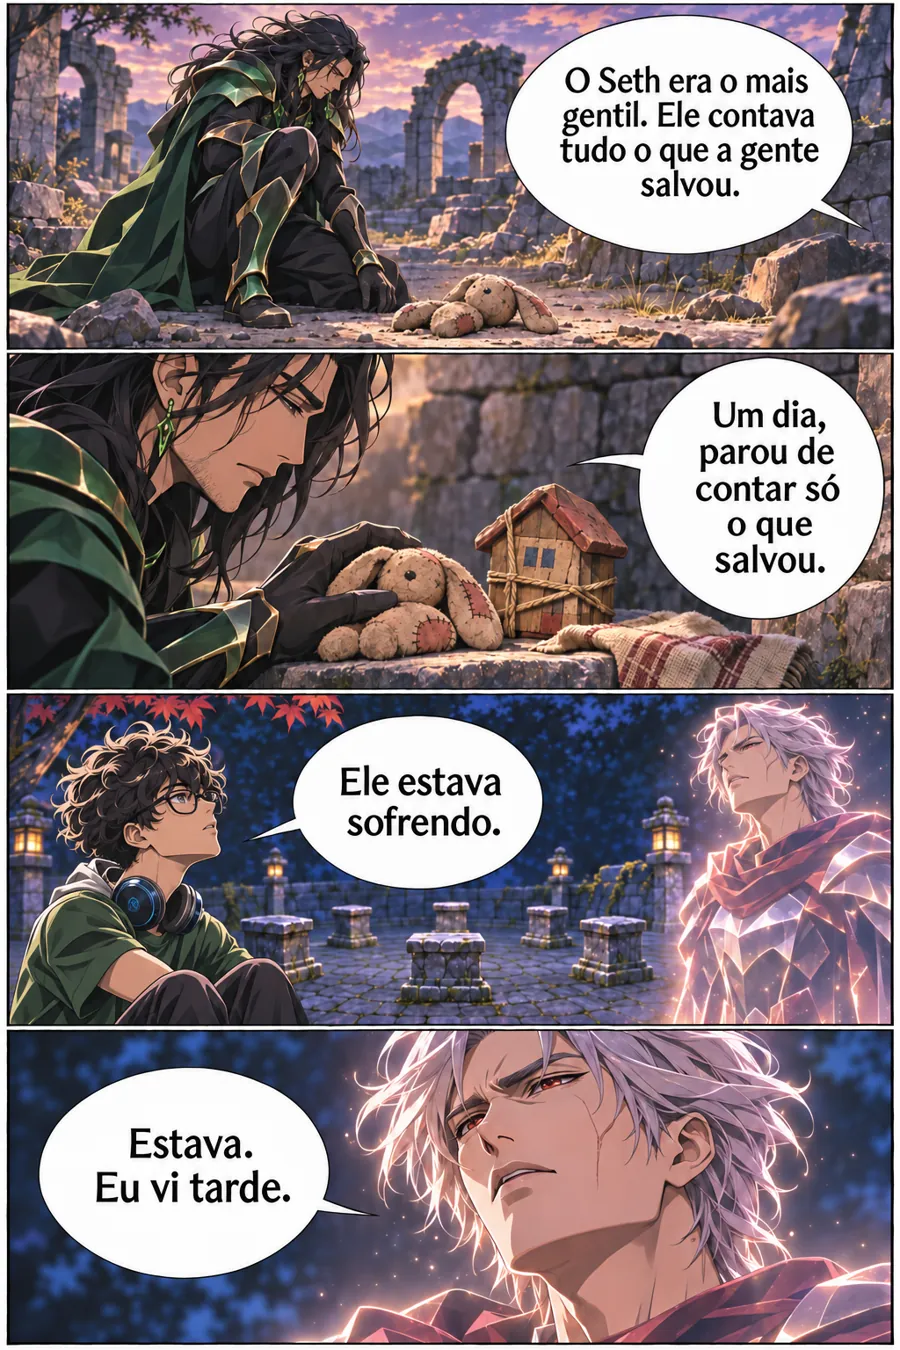 O Seth era o mais
gentil. Ele contava
tudo o que a gente
salvou.
Um dia,
parou de
contar só
o que
salvou.
Ele estava
sofrendo.
Estava.
Eu vi tarde.